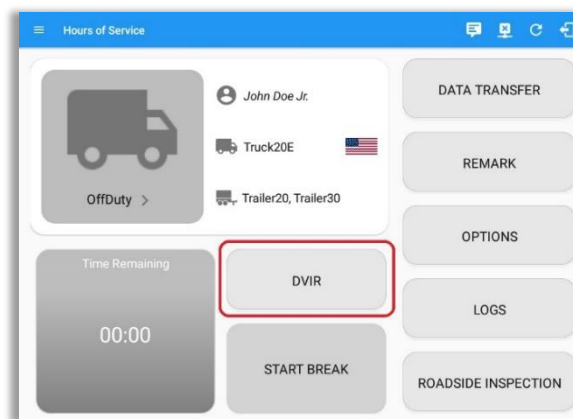 Hours of Service
John Doe Jr.
Truck20E
Trailer20, Trailer30
OffDuty >
Time Remaining
00:00
DVIR
START BREAK
DATA TRANSFER
REMARK
OPTIONS
LOGS
ROADSIDE INSPECTION